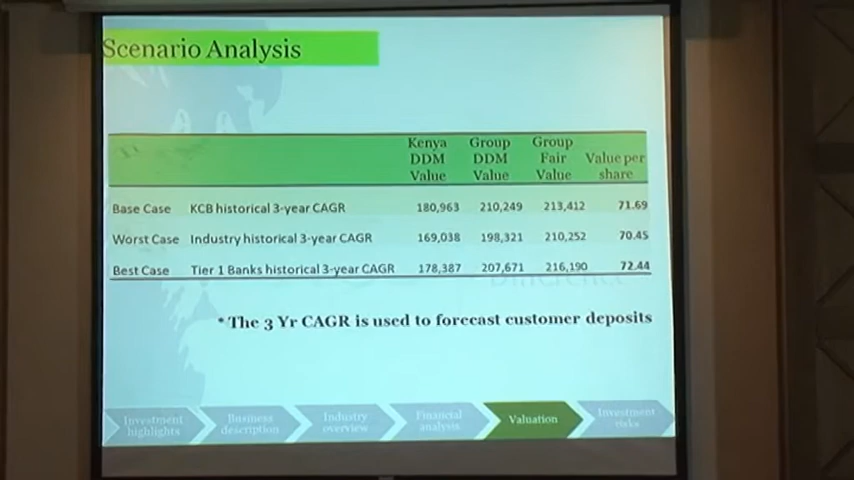 Scenario Analysis
Kenya DDM Value Group DDM Value Group Fair Value Value per share
Base Case KCB historical 3-year CAGR 180,963 210,249 213,412 71.69
Worst Case Industry historical 3-year CAGR 169,038 198,321 210,252 70.45
Best Case Tier 1 Banks historical 3-year CAGR 178,387 207,671 216,190 72.44
* The 3 Yr CAGR is used to forecast customer deposits
Investment highlights
Business description
Industry overview
Financial analysis
Valuation
Investment risks